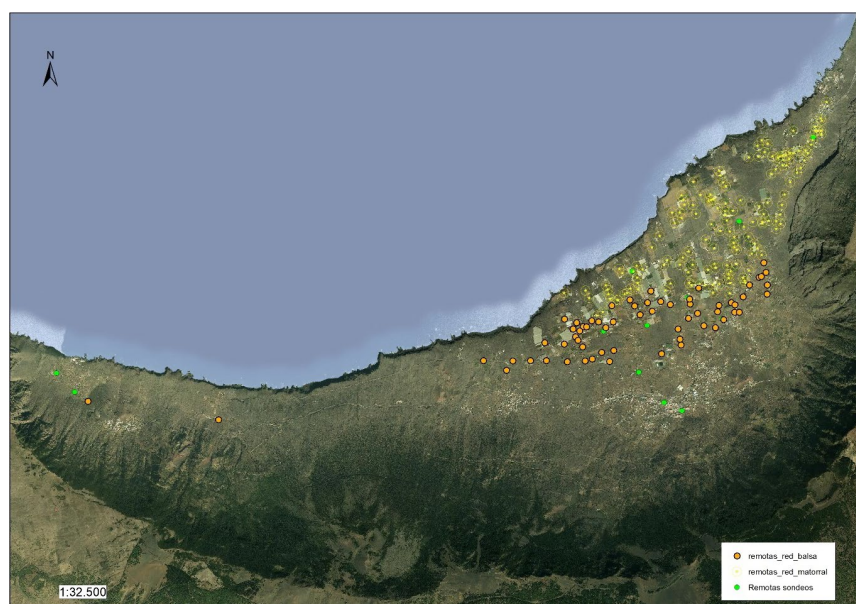 N
remotas_red_balsa
remotas_red_matorral
Remotas sondeos
1:32.500